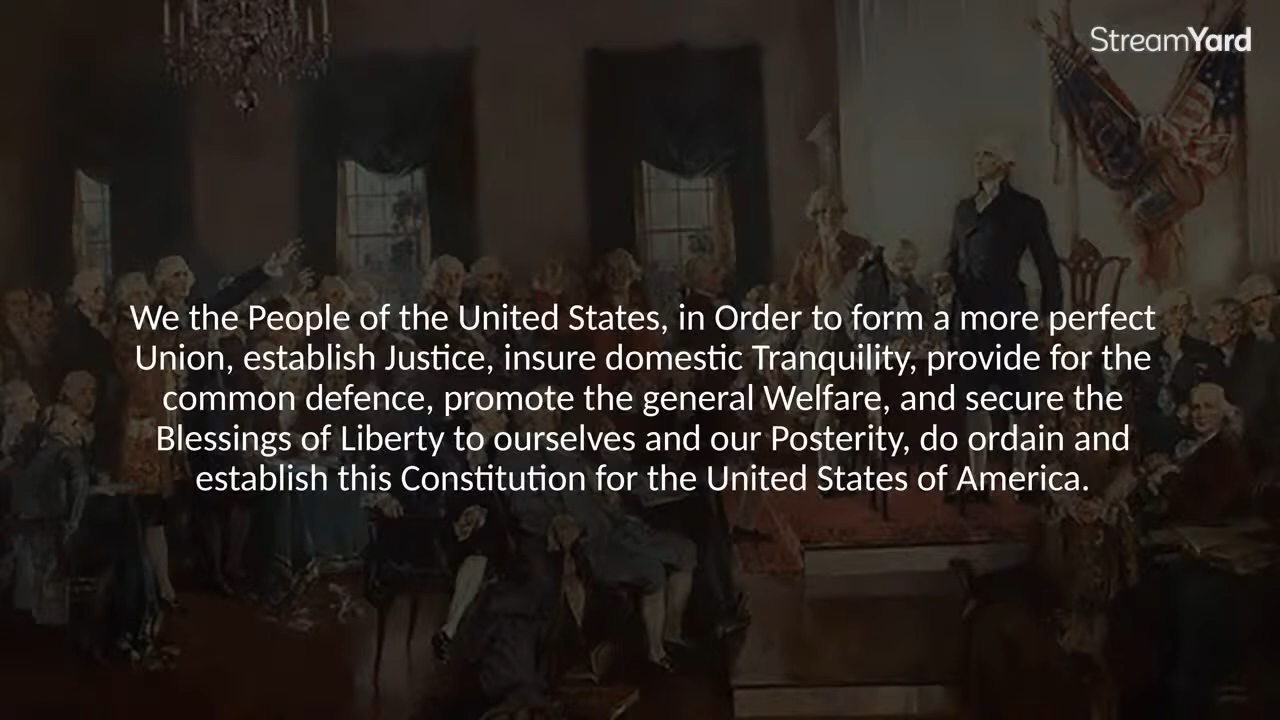 StreamYard
We the People of the United States, in Order to form a more perfect
Union, establish Justice, insure domestic Tranquility, provide for the
common defence, promote the general Welfare, and secure the
Blessings of Liberty to ourselves and our Posterity, do ordain and
establish this Constitution for the United States of America.